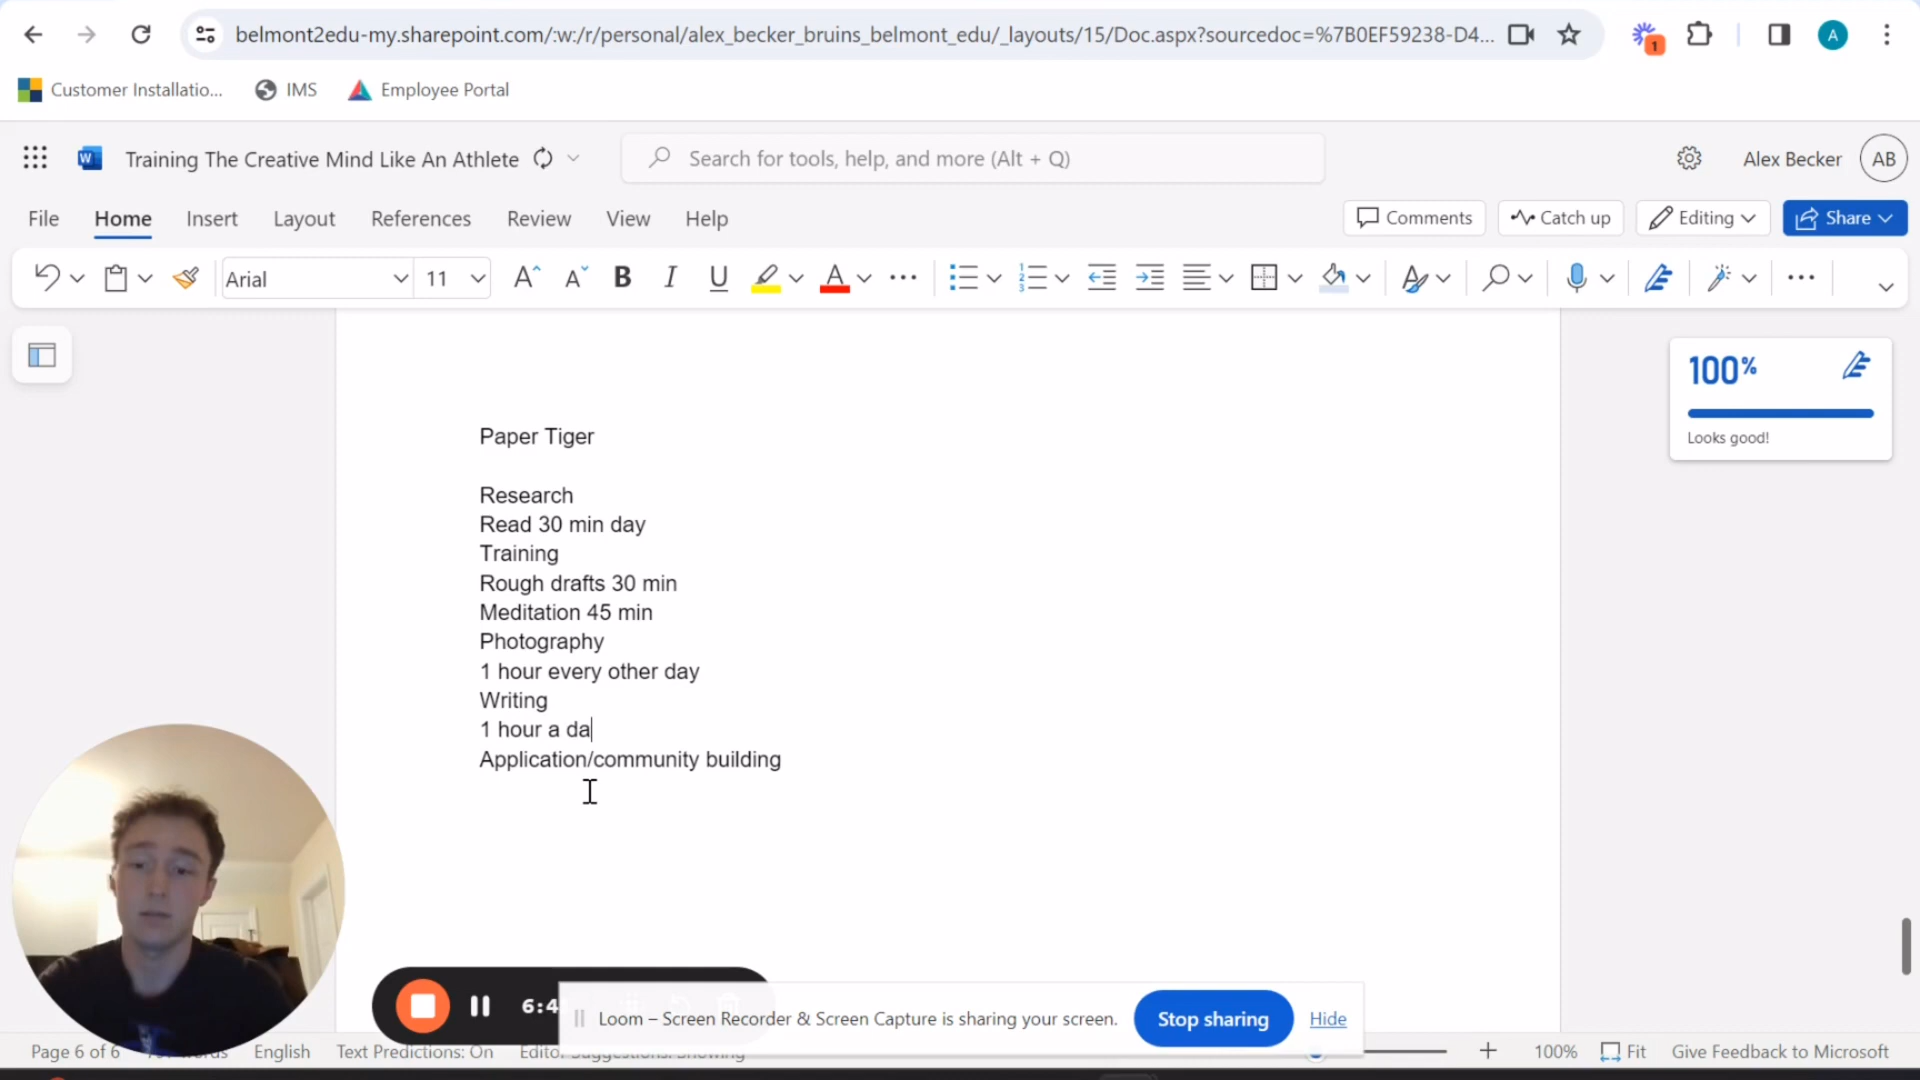 belmont2edu-my.sharepoint.com/:w:/r/personal/alex_becker_bruins_belmont_edu/_layouts/15/Doc.aspx?sourcedoc=%7B0EF59238-D4...
1
A
Customer Installatio...
IMS
Employee Portal
W
Training The Creative Mind Like An Athlete
Search for tools, help, and more (Alt + Q)
Alex Becker
AB
File
Home
Insert
Layout
References
Review
View
Help
Comments
Catch up
Editing
Share
Arial
11
100%
Looks good!
Paper Tiger
Research
Read 30 min day
Training
Rough drafts 30 min
Meditation 45 min
Photography
1 hour every other day
Writing
1 hour a da
Application/community building
6:4
Loom – Screen Recorder & Screen Capture is sharing your screen.
Stop sharing
Hide
Page 6 of 6
English
Text Predictions: On
100%
Fit
Give Feedback to Microsoft